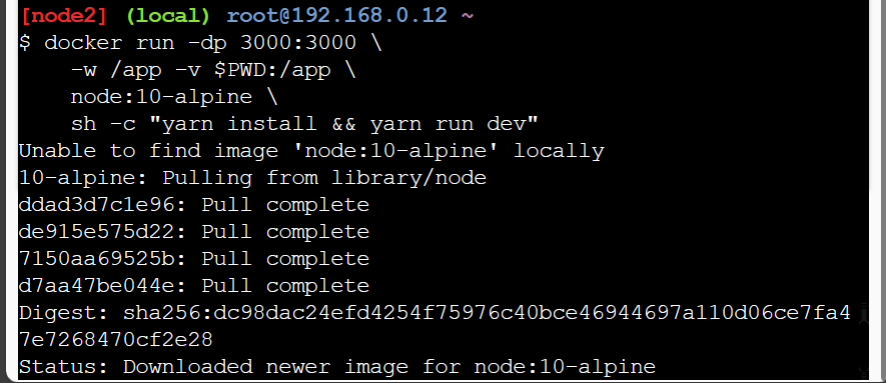 [node2] (local) root@192.168.0.12 ~
$ docker run -dp 3000:3000 \
-w /app -v $PWD:/app \
node:10-alpine \
sh -c "yarn install && yarn run dev"
Unable to find image 'node:10-alpine' locally
10-alpine: Pulling from library/node
ddad3d7c1e96: Pull complete
de915e575d22: Pull complete
7150aa69525b: Pull complete
d7aa47be044e: Pull complete
Digest: sha256:dc98dac24efd4254f75976c40bce46944697a110d06ce7fa4
7e7268470cf2e28
Status: Downloaded newer image for node:10-alpine